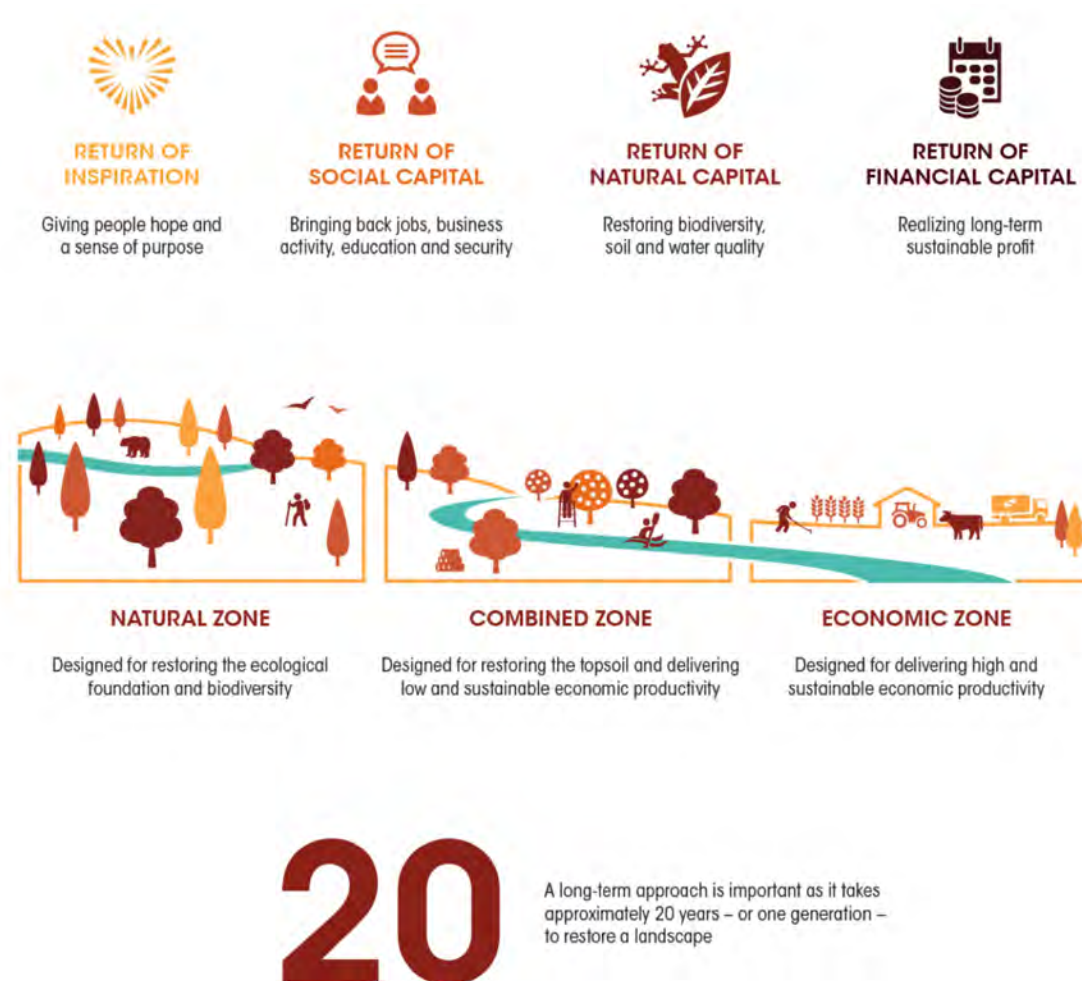 RETURN OF
INSPIRATION
Giving people hope and
a sense of purpose
RETURN OF
SOCIAL CAPITAL
Bringing back jobs, business
activity, education and security
RETURN OF
NATURAL CAPITAL
Restoring biodiversity,
soil and water quality
RETURN OF
FINANCIAL CAPITAL
Realizing long-term
sustainable profit
NATURAL ZONE
Designed for restoring the ecological
foundation and biodiversity
COMBINED ZONE
Designed for restoring the topsoil and delivering
low and sustainable economic productivity
ECONOMIC ZONE
Designed for delivering high and
sustainable economic productivity
20
A long-term approach is important as it takes
approximately 20 years – or one generation –
to restore a landscape